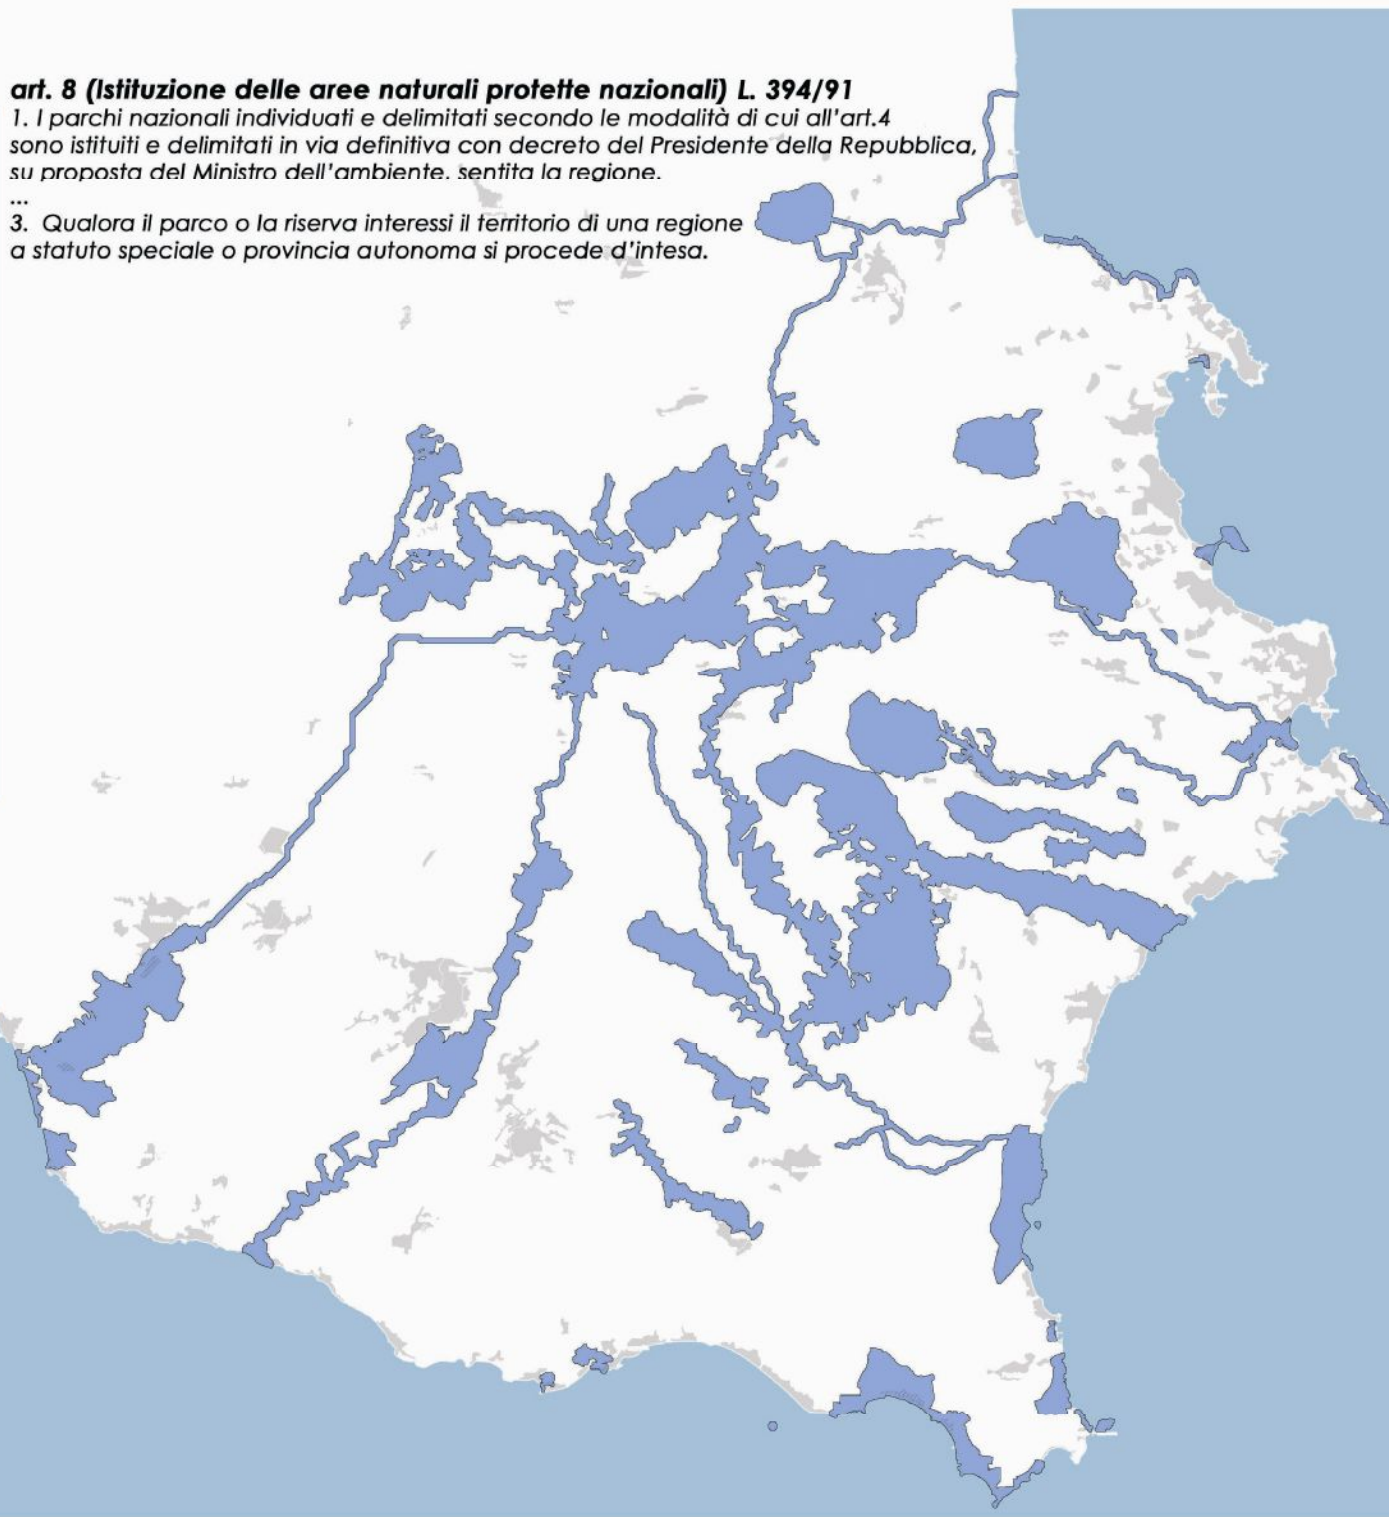 art. 8 (Istituzione delle aree naturali protette nazionali) L. 394/91
1. I parchi nazionali individuati e delimitati secondo le modalità di cui all'art.4
sono istituiti e delimitati in via definitiva con decreto del Presidente della Repubblica,
su proposta del Ministro dell'ambiente, sentita la regione.
...
3. Qualora il parco o la riserva interessi il territorio di una regione
a statuto speciale o provincia autonoma si procede d'intesa.